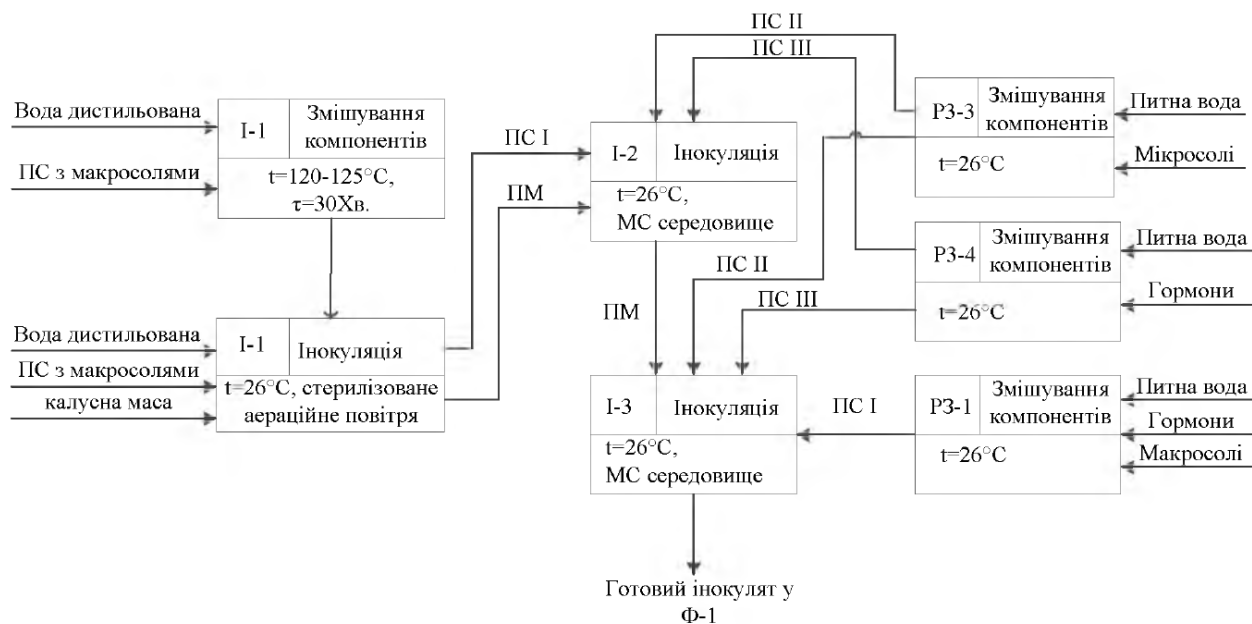 ПС II
ПС III
Вода дистильована
ПС з макросолями
I-1
Змішування
компонентів
t=120-125°C,
τ=30Хв.
ПС I
ПМ
I-2
Інокуляція
t=26°C,
МС середовище
РЗ-3
Змішування
компонентів
t=26°C
Питна вода
Мікросолі
РЗ-4
Змішування
компонентів
t=26°C
Питна вода
Гормони
Вода дистильована
ПС з макросолями
калусна маса
I-1
Інокуляція
t=26°C, стерилізоване
аераційне повітря
ПМ
ПС II
ПС III
I-3
Інокуляція
t=26°C,
МС середовище
ПС I
РЗ-1
Змішування
компонентів
t=26°C
Питна вода
Гормони
Макросолі
Готовий інокулят у
Ф-1